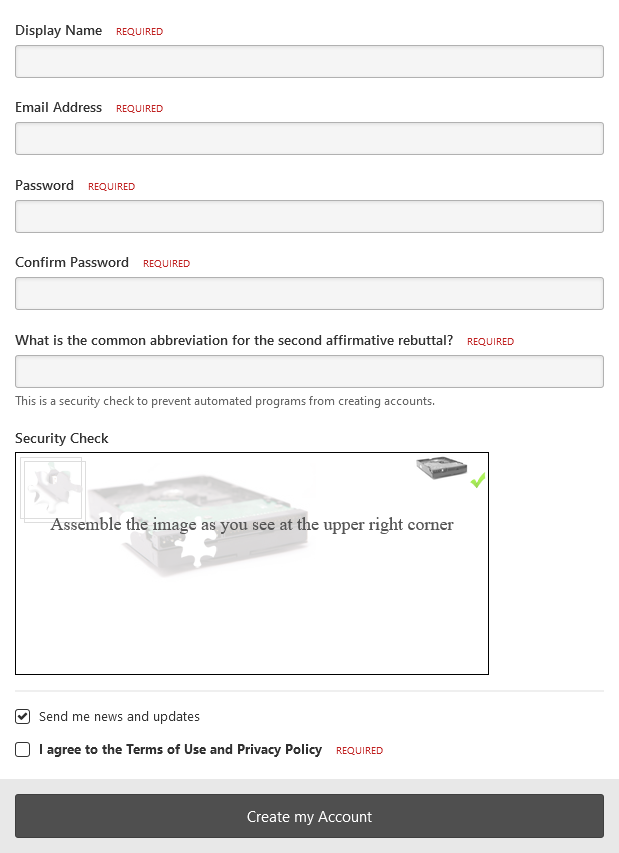 Display Name REQUIRED
Email Address REQUIRED
Password REQUIRED
Confirm Password REQUIRED
What is the common abbreviation for the second affirmative rebuttal? REQUIRED
This is a security check to prevent automated programs from creating accounts.
Security Check
Assemble the image as you see at the upper right corner
Send me news and updates
I agree to the Terms of Use and Privacy Policy REQUIRED
Create my Account